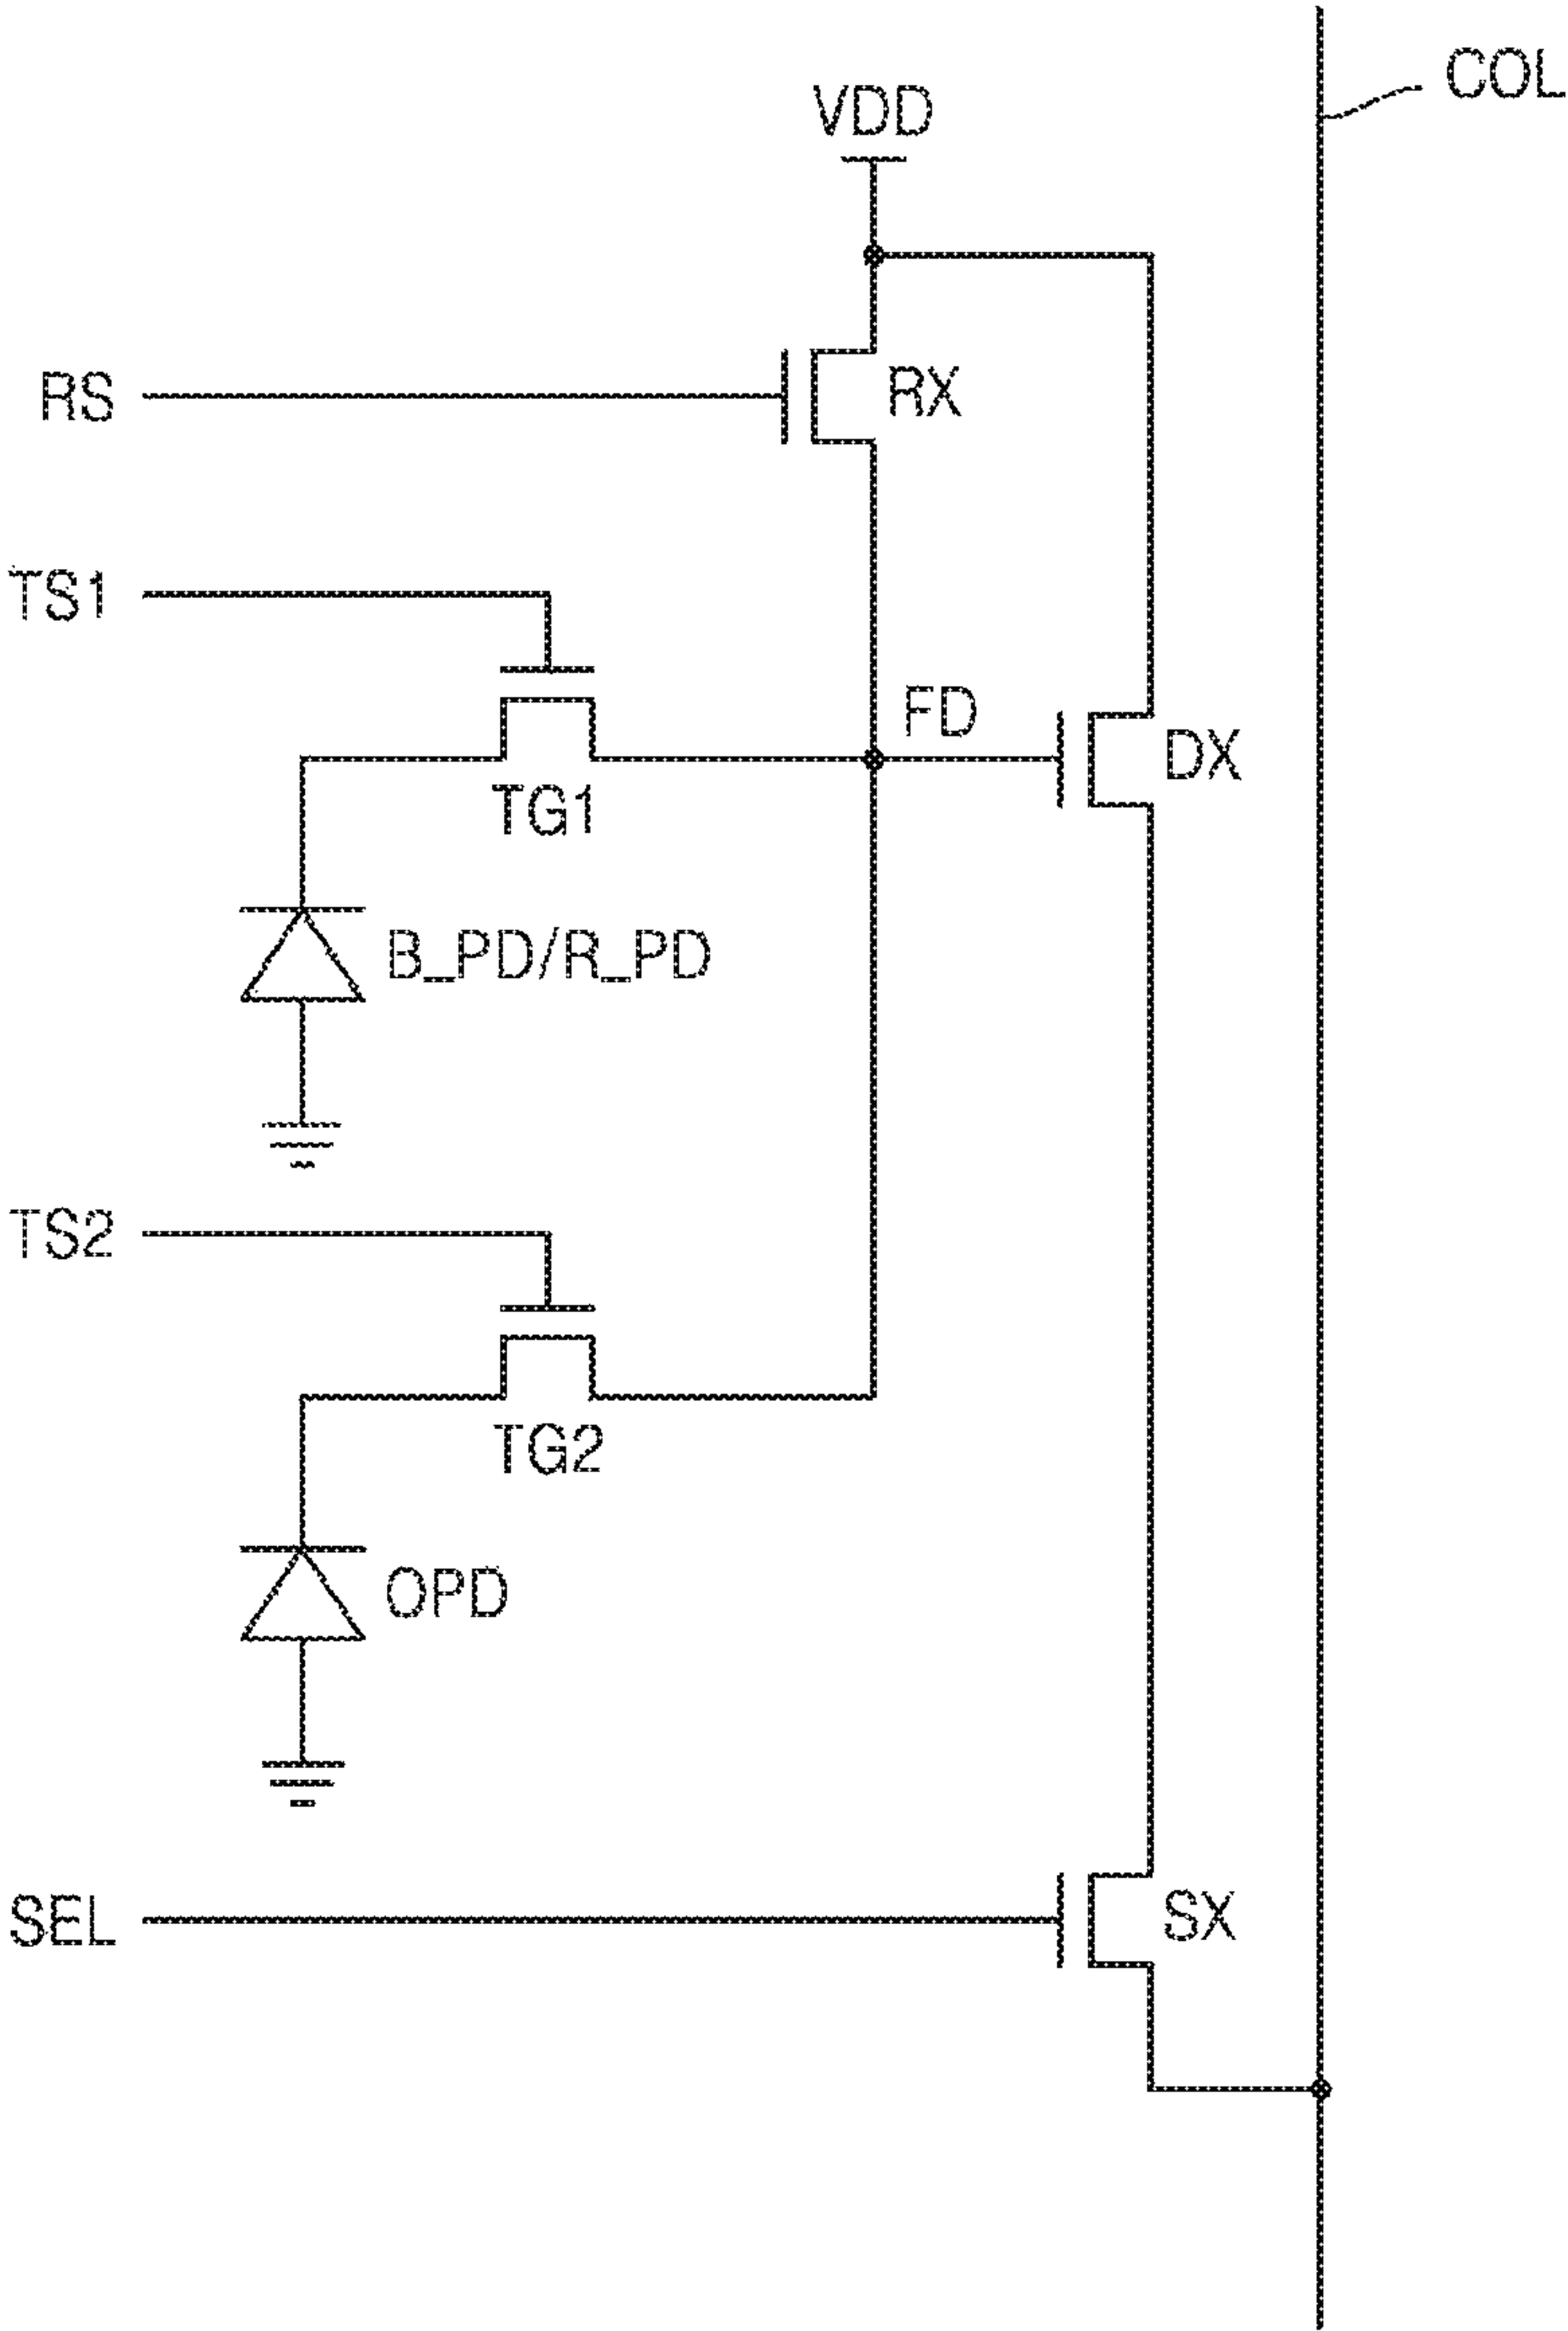 COL
VDD
RS
RX
TS1
FD
DX
TG1
B_PD/R_PD
TS2
TG2
OPD
SEL
SX